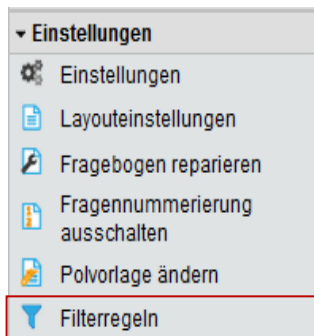 Einstellungen
Einstellungen
Layouteinstellungen
Fragebogen reparieren
Fragennummerierung
ausschalten
Polvorlage ändern
Filterregeln